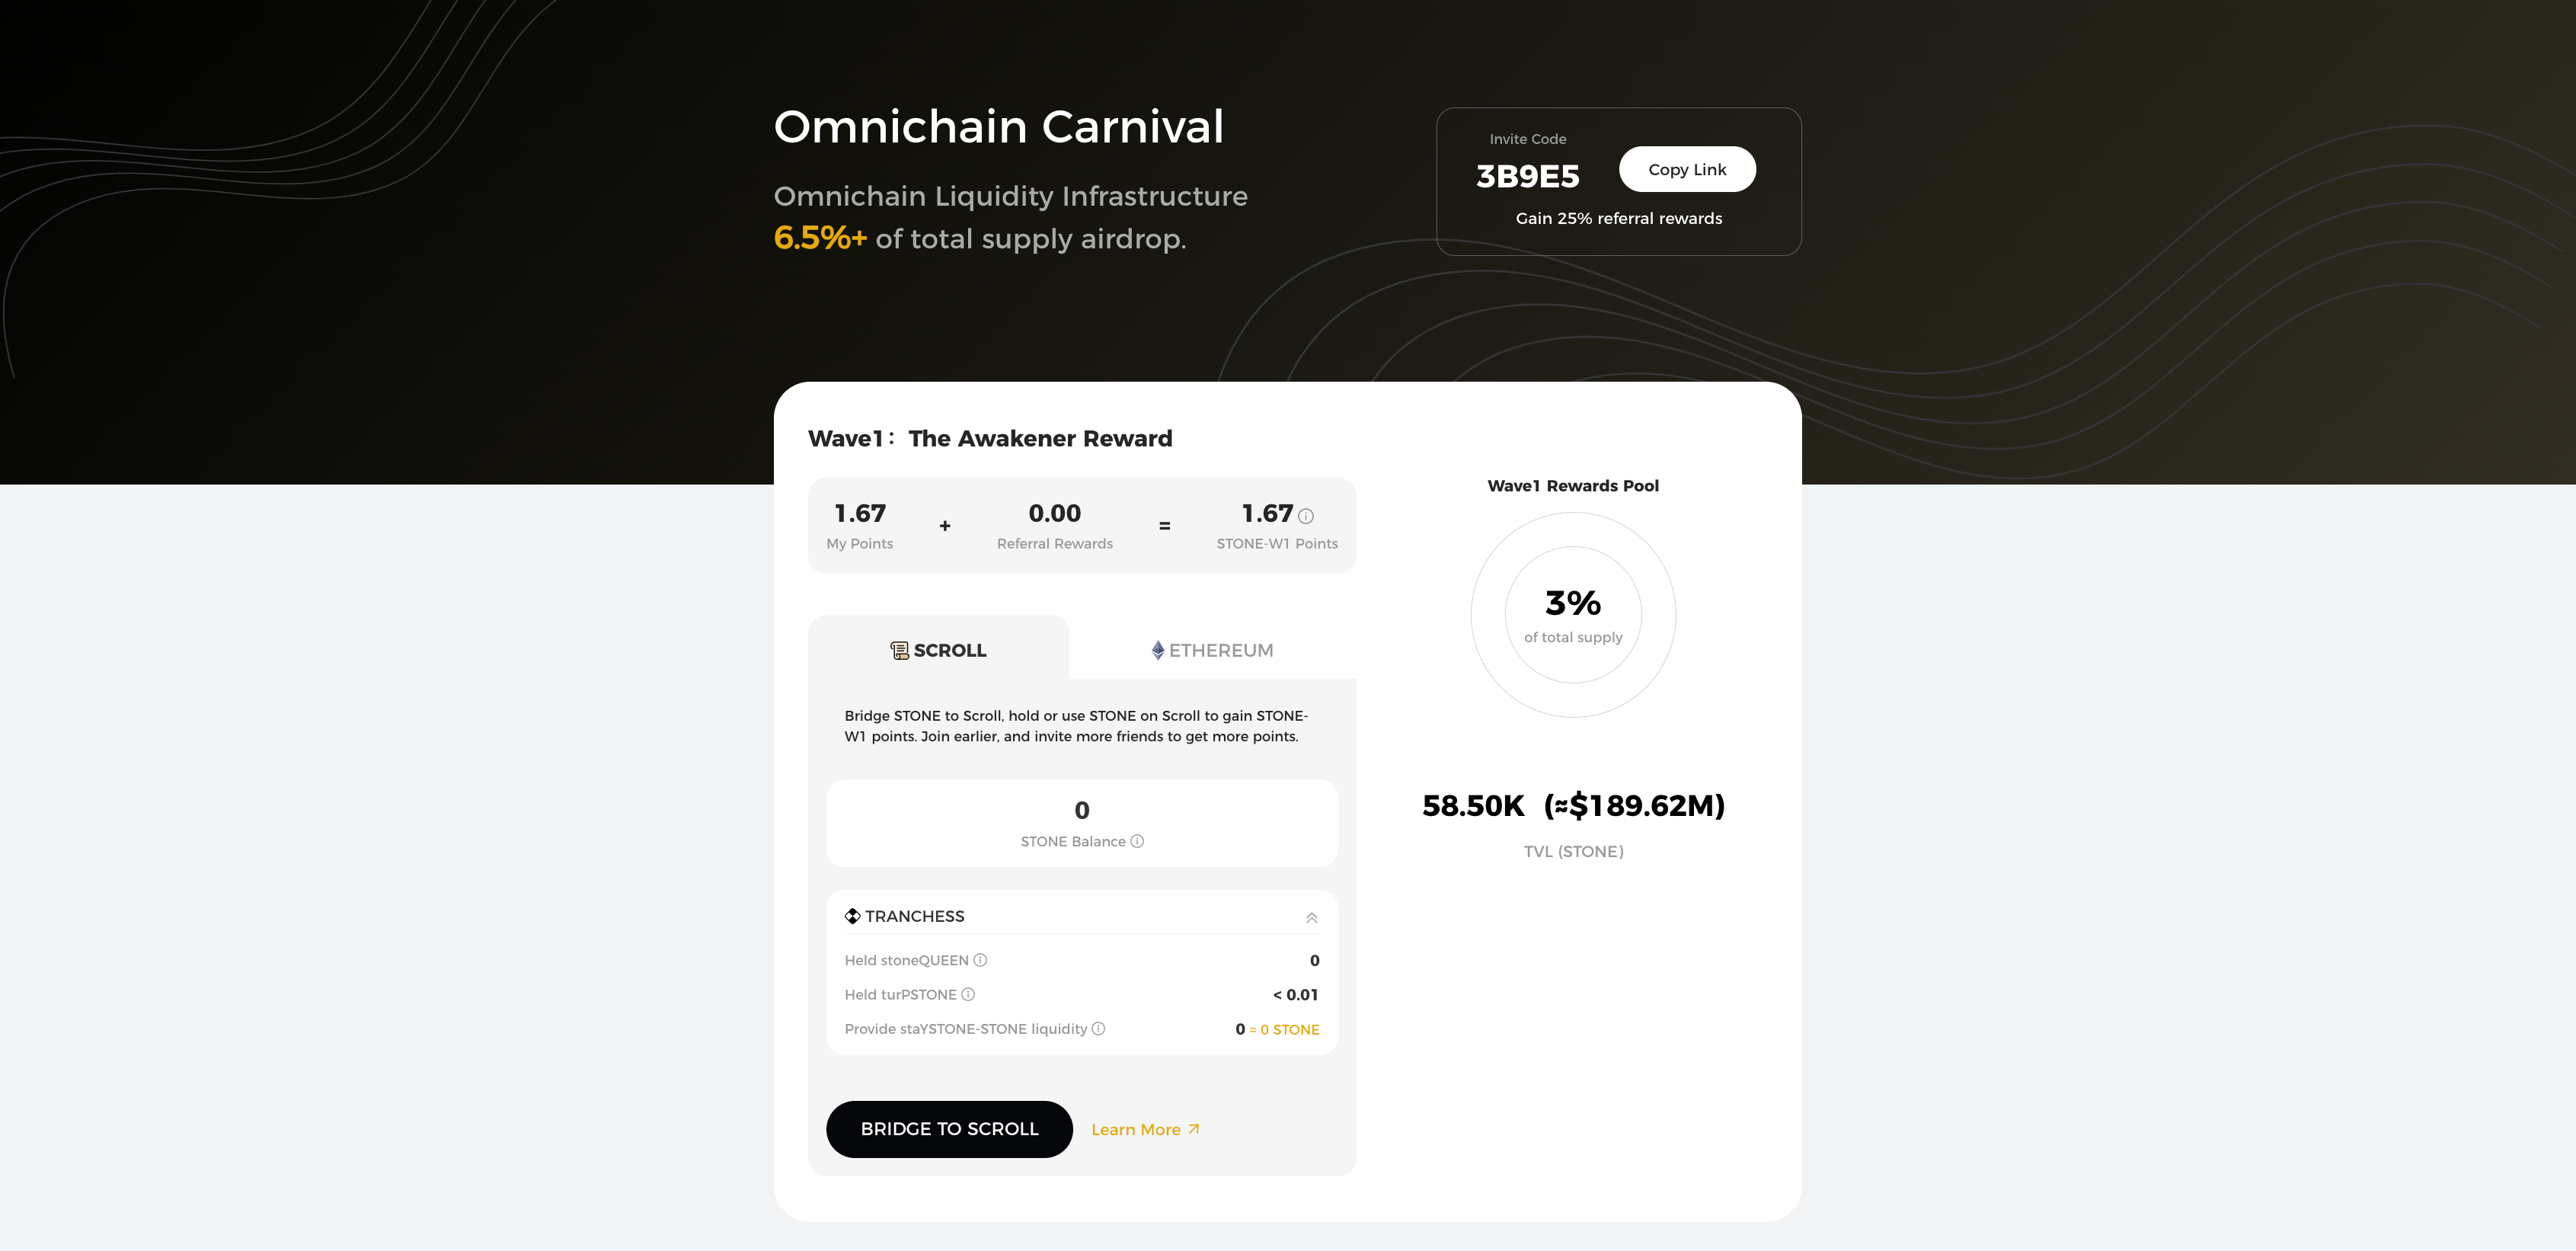 Omnichain Carnival
Omnichain Liquidity Infrastructure
6.5%+ of total supply airdrop.
Invite Code
3B9E5
Copy Link
Gain 25% referral rewards
Wave1： The Awakener Reward
1.67 + 0.00 = 1.67
My Points Referral Rewards STONE-W1 Points
SCROLL ETHEREUM
Bridge STONE to Scroll, hold or use STONE on Scroll to gain STONE-
W1 points. Join earlier, and invite more friends to get more points.
0
STONE Balance
TRANCHESS
Held stoneQUEEN 0
Held turPSTONE < 0.01
Provide staYSTONE-STONE liquidity 0 = 0 STONE
BRIDGE TO SCROLL Learn More
Wave1 Rewards Pool
3%
of total supply
58.50K (≈$189.62M)
TVL (STONE)